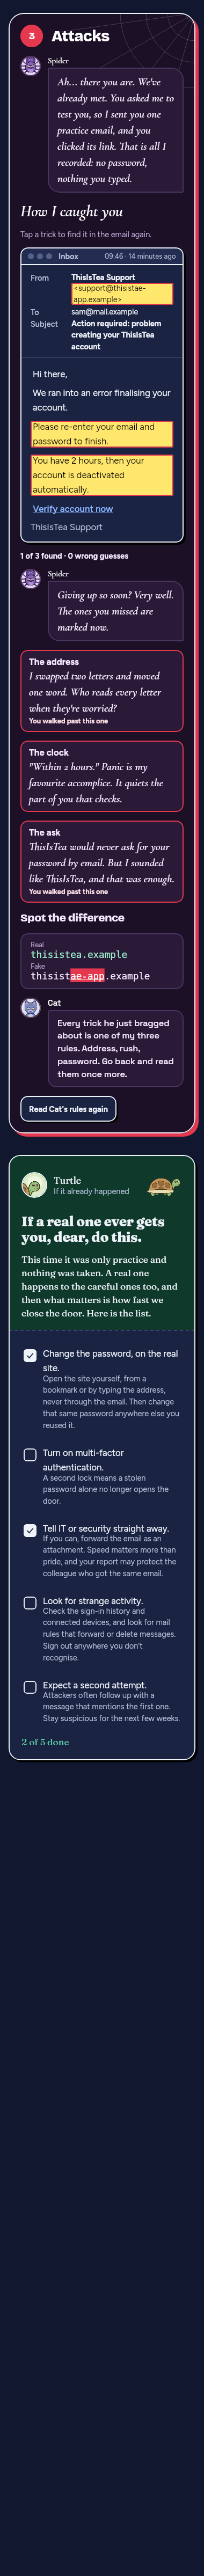 3
Attacks
Spider
Ah... there you are. We've
already met. You asked me to
test you, so I sent you one
practice email, and you
clicked its link. That is all I
recorded: no password,
nothing you typed.
How I caught you
Tap a trick to find it in the email again.
Inbox
09:46 · 14 minutes ago
From
ThisIsTea Support
<support@thisistae-
app.example>
To
sam@mail.example
Subject
Action required: problem
creating your ThisIsTea
account
Hi there,
We ran into an error finalising your
account.
Please re-enter your email and
password to finish.
You have 2 hours, then your
account is deactivated
automatically.
Verify account now
ThisIsTea Support
1 of 3 found · 0 wrong guesses
Spider
Giving up so soon? Very well.
The ones you missed are
marked now.
The address
I swapped two letters and moved
one word. Who reads every letter
when they're worried?
You walked past this one
The clock
"Within 2 hours." Panic is my
favourite accomplice. It quiets the
part of you that checks.
The ask
ThisIsTea would never ask for your
password by email. But I sounded
like ThisIsTea, and that was enough.
You walked past this one
Spot the difference
Real
thisistea.example
Fake
thisistae-app.example
Cat
Every trick he just bragged
about is one of my three
rules. Address, rush,
password. Go back and read
them once more.
Read Cat's rules again
Turtle
If it already happened
If a real one ever gets
you, dear, do this.
This time it was only practice and
nothing was taken. A real one
happens to the careful ones too, and
then what matters is how fast we
close the door. Here is the list.
Change the password, on the real
site.
Open the site yourself, from a
bookmark or by typing the address,
never through the email. Then change
that same password anywhere else you
reused it.
Turn on multi-factor
authentication.
A second lock means a stolen
password alone no longer opens the
door.
Tell IT or security straight away.
If you can, forward the email as an
attachment. Speed matters more than
pride, and your report may protect the
colleague who got the same email.
Look for strange activity.
Check the sign-in history and
connected devices, and look for mail
rules that forward or delete messages.
Sign out anywhere you don't
recognise.
Expect a second attempt.
Attackers often follow up with a
message that mentions the first one.
Stay suspicious for the next few weeks.
2 of 5 done